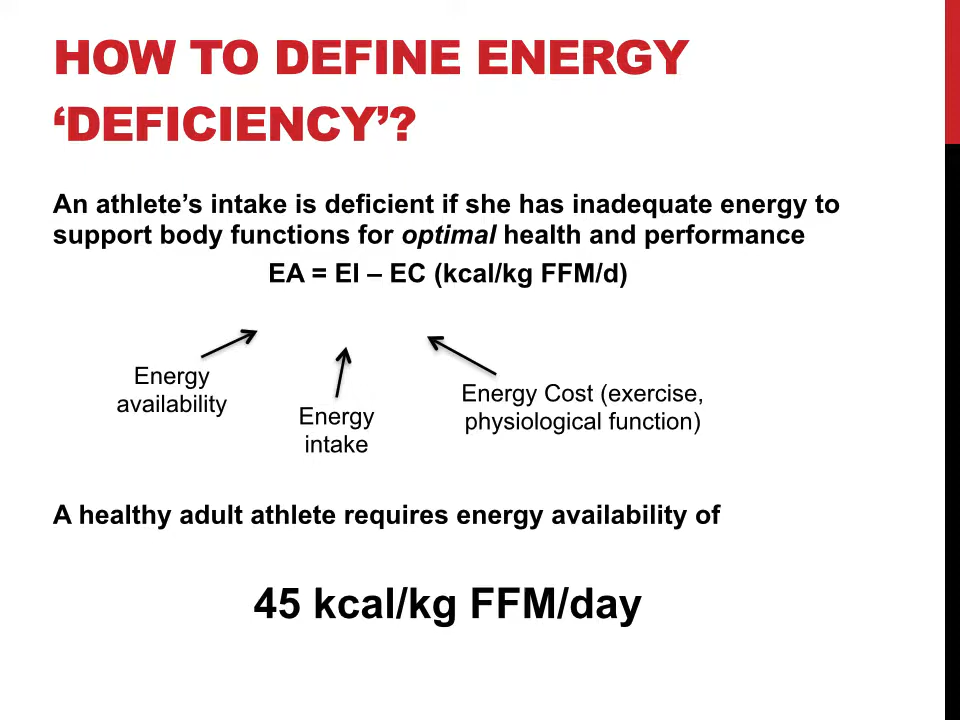 HOW TO DEFINE ENERGY
‘DEFICIENCY’?
An athlete’s intake is deficient if she has inadequate energy to
support body functions for optimal health and performance
EA = EI – EC (kcal/kg FFM/d)
Energy
availability
Energy
intake
Energy Cost (exercise,
physiological function)
A healthy adult athlete requires energy availability of
45 kcal/kg FFM/day